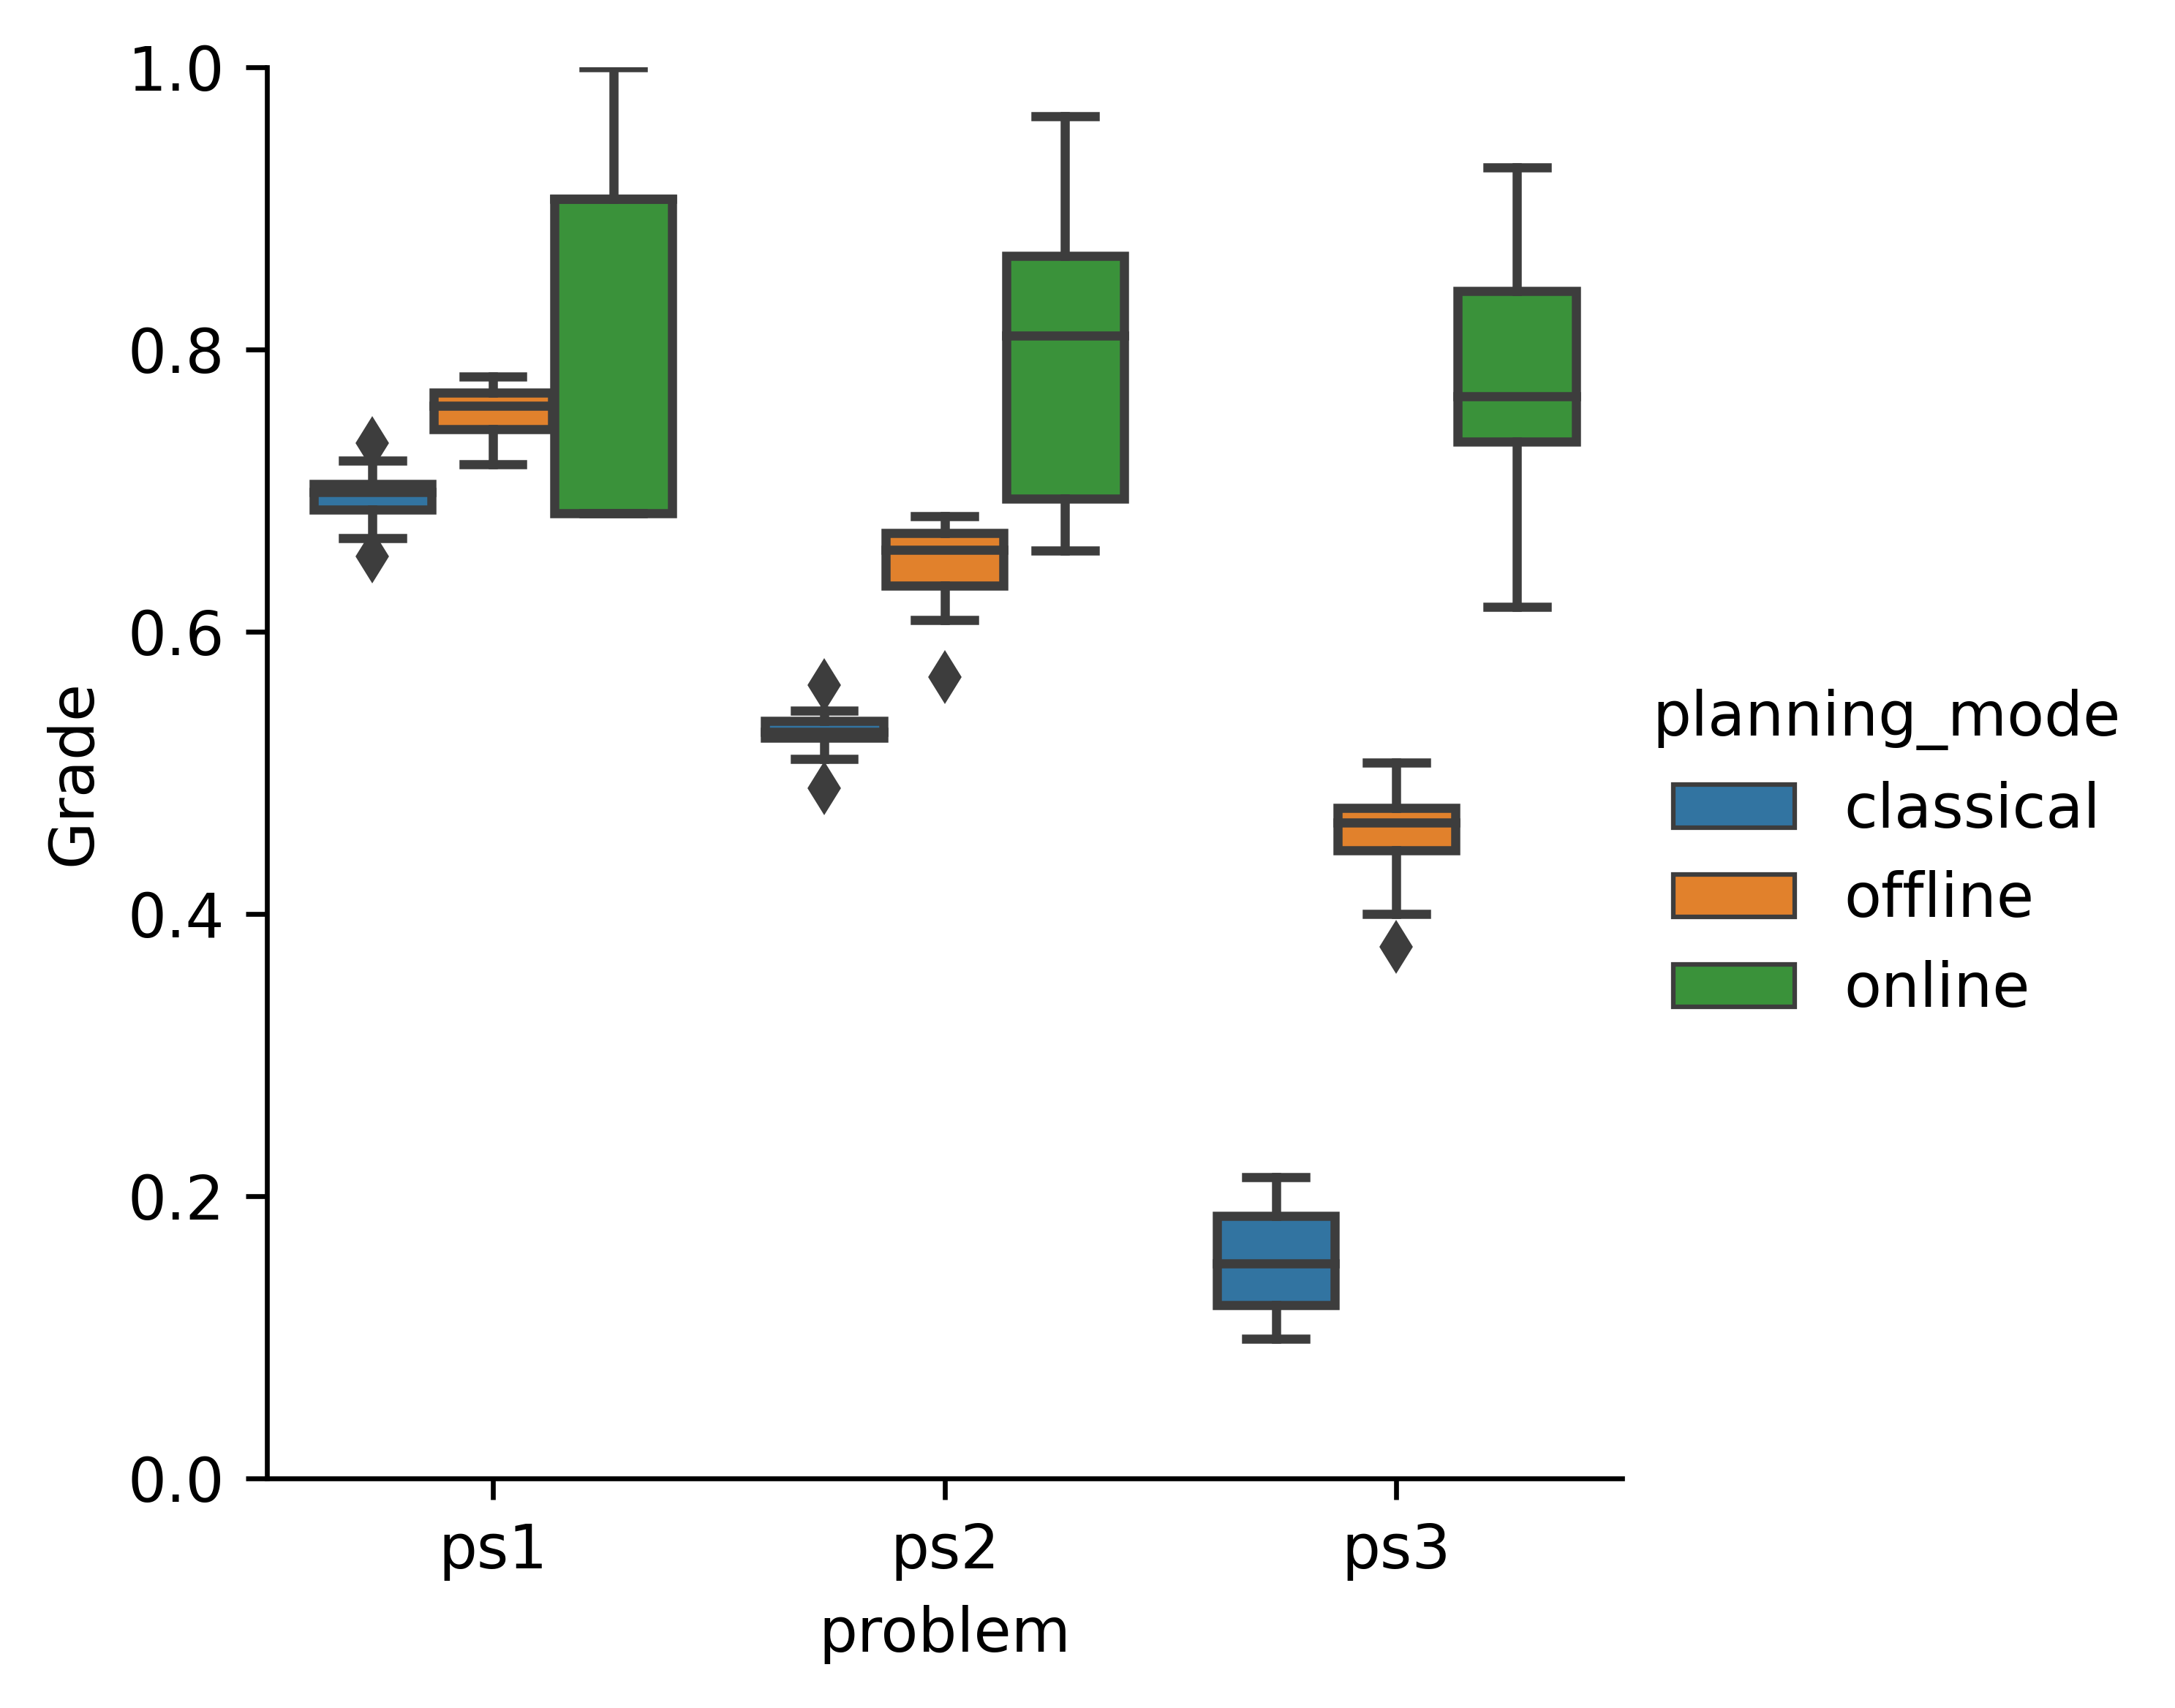 1.0
0.8
0.6
0.4
0.2
0.0
Grade
ps1
ps2
ps3
problem
planning_mode
classical
offline
online